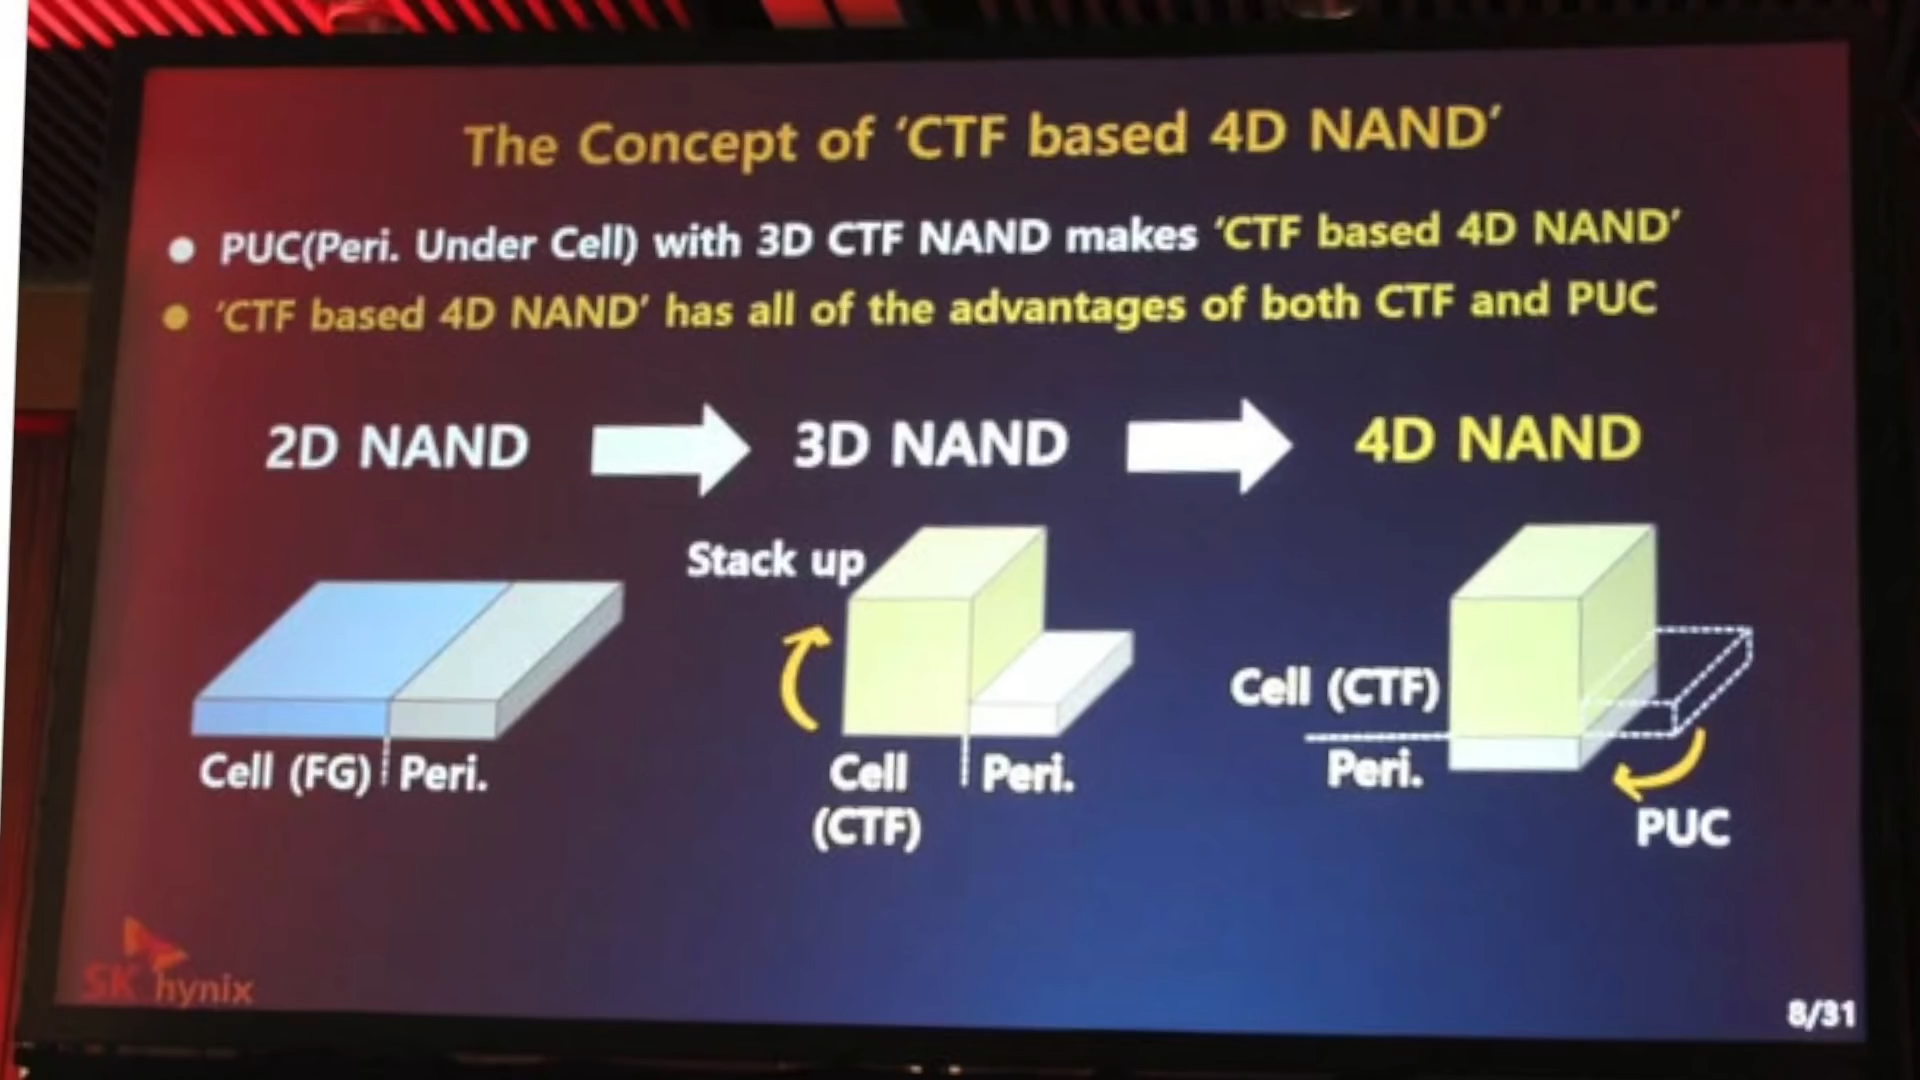 The Concept of ‘CTF based 4D NAND’
● PUC(Peri. Under Cell) with 3D CTF NAND makes ‘CTF based 4D NAND’
● ‘CTF based 4D NAND’ has all of the advantages of both CTF and PUC
2D NAND
3D NAND
4D NAND
Cell (FG)
Peri.
Stack up
Cell
(CTF)
Peri.
Cell (CTF)
Peri.
PUC
SK hynix
8/31